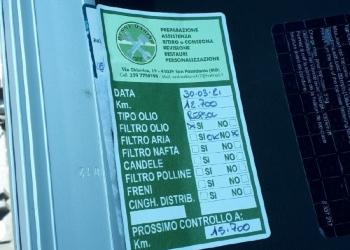 PREPARAZIONE
ASSISTENZA
RITIRO e CONSEGNA
REVISIONE
RESTAURI
PERSONALIZZAZIONI
DATA 30-03-21
Km. 12.700
TIPO OLIO
FILTRO OLIO SI NO
FILTRO ARIA SI OK NO
FILTRO NAFTA SI NO
CANDELE SI NO
FILTRO POLLINE SI NO
FRENI SI NO
CINGH. DISTRIB. SI NO
PROSSIMO CONTROLLO A:
Km. 15.700